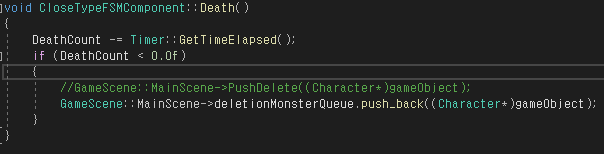 void CloseTypeFSMComponent::Death()
{
    DeathCount -= Timer::GetTimeElapsed();
    if (DeathCount < 0.0f)
    {
        //GameScene::MainScene->PushDelete((Character*)gameObject);
        GameScene::MainScene->deletionMonsterQueue.push_back((Character*)gameObject);
    }
}